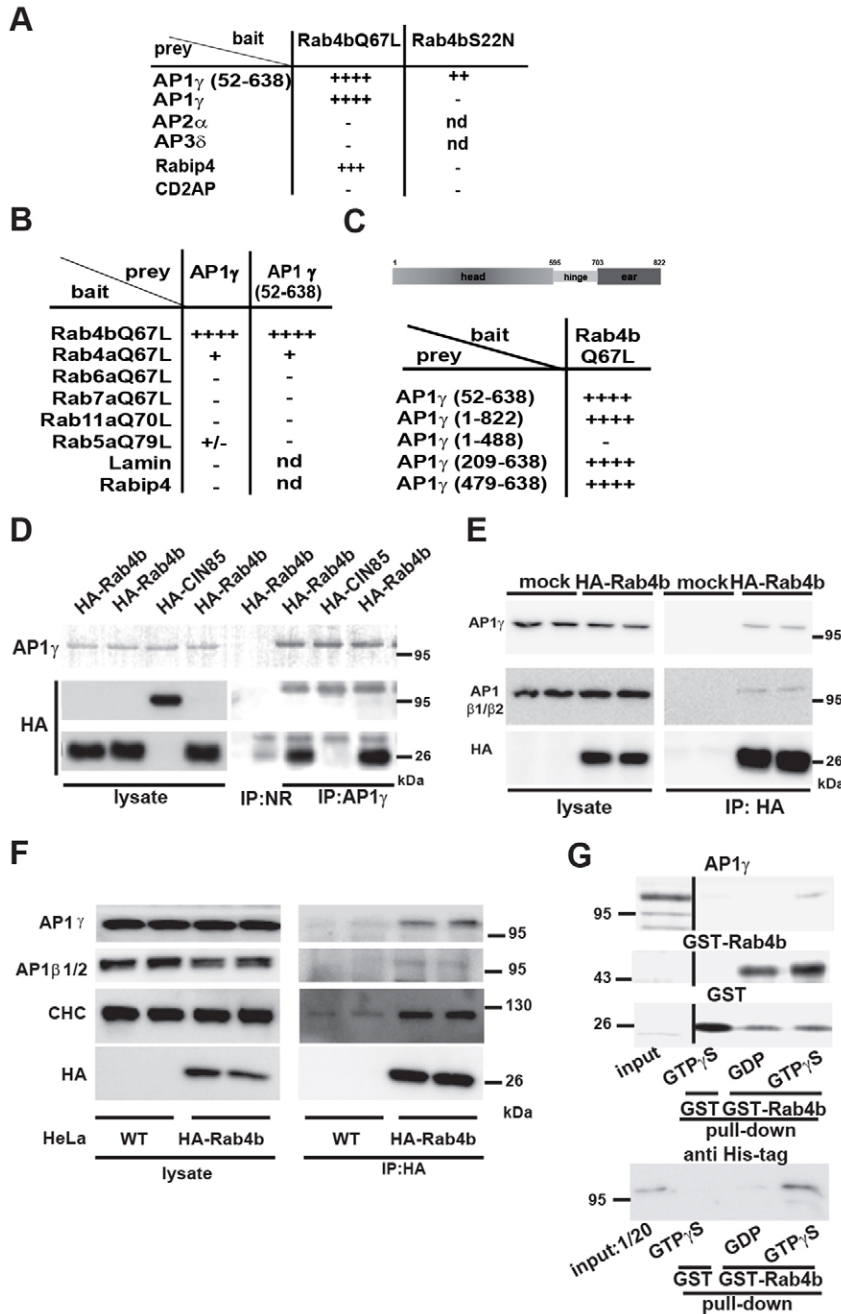 A
bait Rab4bQ67L Rab4bS22N
prey
AP1γ (52-638) ++++ ++
AP1γ ++++ -
AP2α - nd
AP3δ - nd
Rabip4 +++ -
CD2AP - -
B
prey AP1γ AP1 γ
bait (52-638)
Rab4bQ67L ++++ ++++
Rab4aQ67L + +
Rab6aQ67L - -
Rab7aQ67L - -
Rab11aQ70L - -
Rab5aQ79L +/- -
Lamin - nd
Rabip4 - nd
C
1 595 703 822
head hinge ear
bait Rab4b
prey Q67L
AP1γ (52-638) ++++
AP1γ (1-822) ++++
AP1γ (1-488) -
AP1γ (209-638) ++++
AP1γ (479-638) ++++
D
HA-Rab4b HA-Rab4b HA-CIN85 HA-Rab4b HA-Rab4b HA-Rab4b HA-CIN85 HA-Rab4b
AP1γ 95
HA 95
26
kDa
lysate IP:NR IP:AP1γ
E
mock HA-Rab4b mock HA-Rab4b
AP1γ 95
AP1 95
β1/β2
HA 26
kDa
lysate IP: HA
F
AP1 γ 95
AP1β 1/2 95
CHC 130
HA 26
kDa
HeLa WT HA-Rab4b WT HA-Rab4b
lysate IP:HA
G
AP1γ
95
GST-Rab4b
43
GST
26
input GTPγS GDP GTPγS
GST GST-Rab4b
pull-down
anti His-tag
95
input:1/20 GTPγS GDP GTPγS
GST GST-Rab4b
pull-down